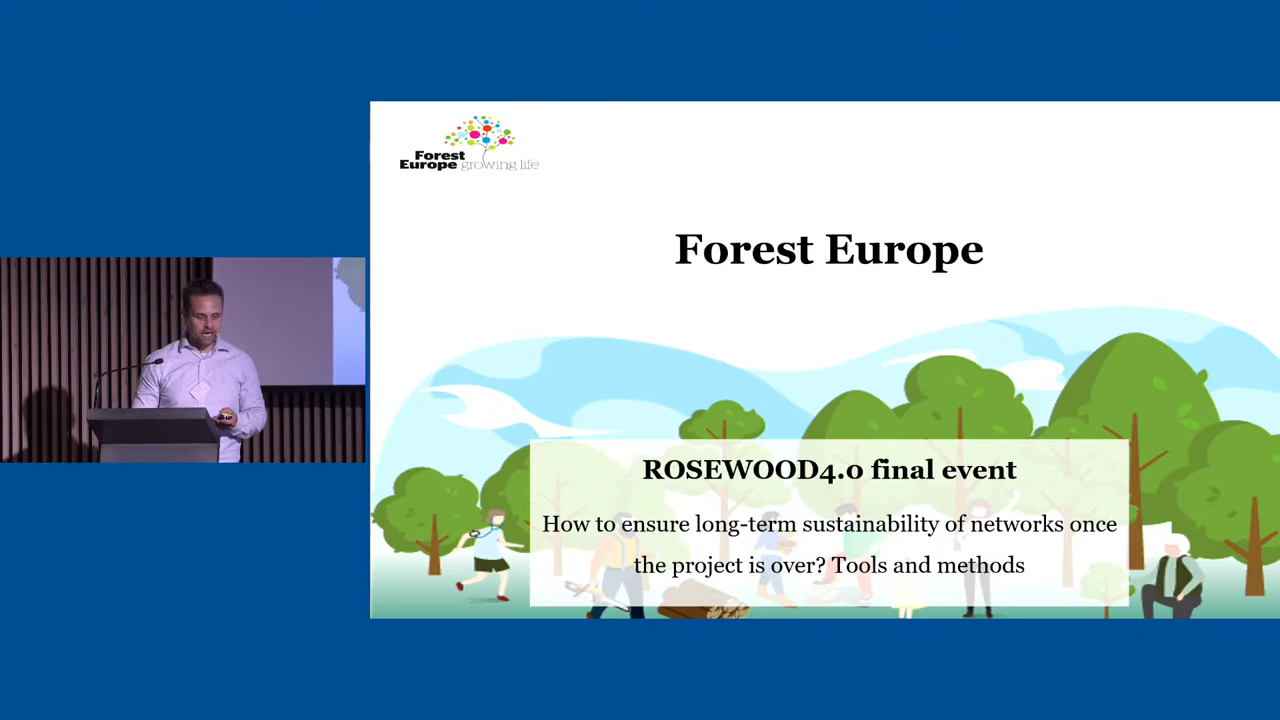 Forest
Europe growing life
Forest Europe
ROSEWOOD4.0 final event
How to ensure long-term sustainability of networks once
the project is over? Tools and methods